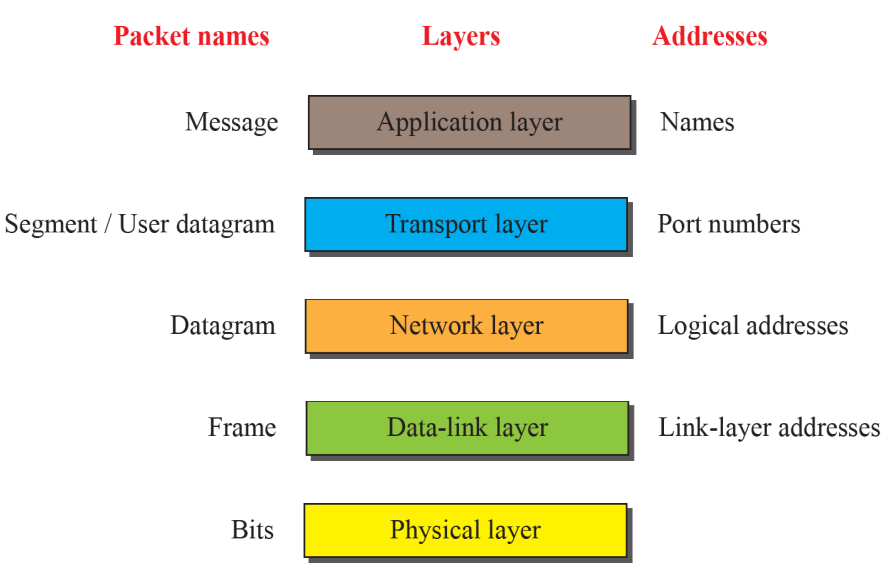 Packet names Layers Addresses
Message Application layer Names
Segment / User datagram Transport layer Port numbers
Datagram Network layer Logical addresses
Frame Data-link layer Link-layer addresses
Bits Physical layer